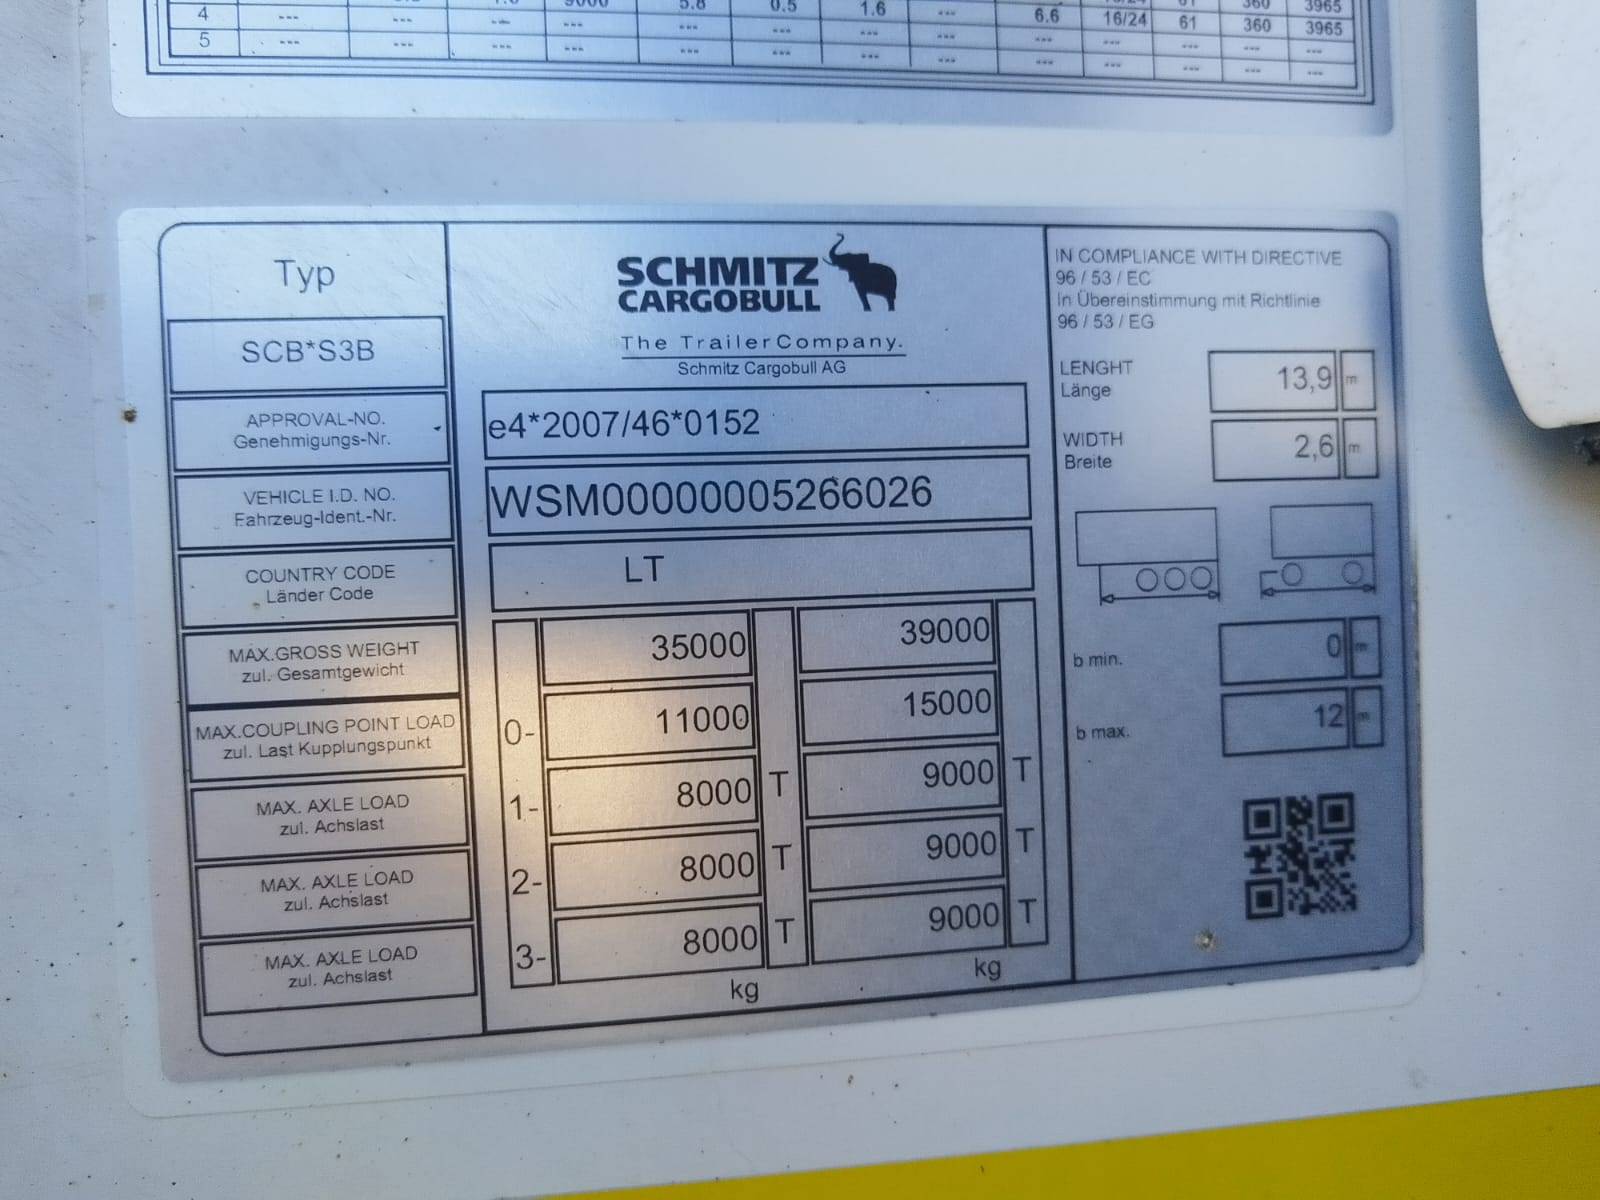 4 --- --- --- 9000 5.8 0.5 1.6 --- 6.6 16/24 61 360 3965
5 --- --- --- --- --- --- --- --- --- --- --- --- ---
Typ
SCB*S3B
APPROVAL-NO.
Genehmigungs-Nr.
VEHICLE I.D. NO.
Fahrzeug-Ident.-Nr.
COUNTRY CODE
Länder Code
MAX.GROSS WEIGHT
zul. Gesamtgewicht
MAX.COUPLING POINT LOAD
zul. Last Kupplungspunkt
MAX. AXLE LOAD
zul. Achslast
MAX. AXLE LOAD
zul. Achslast
MAX. AXLE LOAD
zul. Achslast
SCHMITZ
CARGOBULL
The Trailer Company.
Schmitz Cargobull AG
e4*2007/46*0152
WSM00000005266026
LT
35000 39000
0- 11000 15000
1- 8000 T 9000 T
2- 8000 T 9000 T
3- 8000 T 9000 T
kg kg
IN COMPLIANCE WITH DIRECTIVE
96 / 53 / EC
In Übereinstimmung mit Richtlinie
96 / 53 / EG
LENGHT
Länge
13,9 m
WIDTH
Breite
2,6 m
b min. 0 m
b max. 12 m